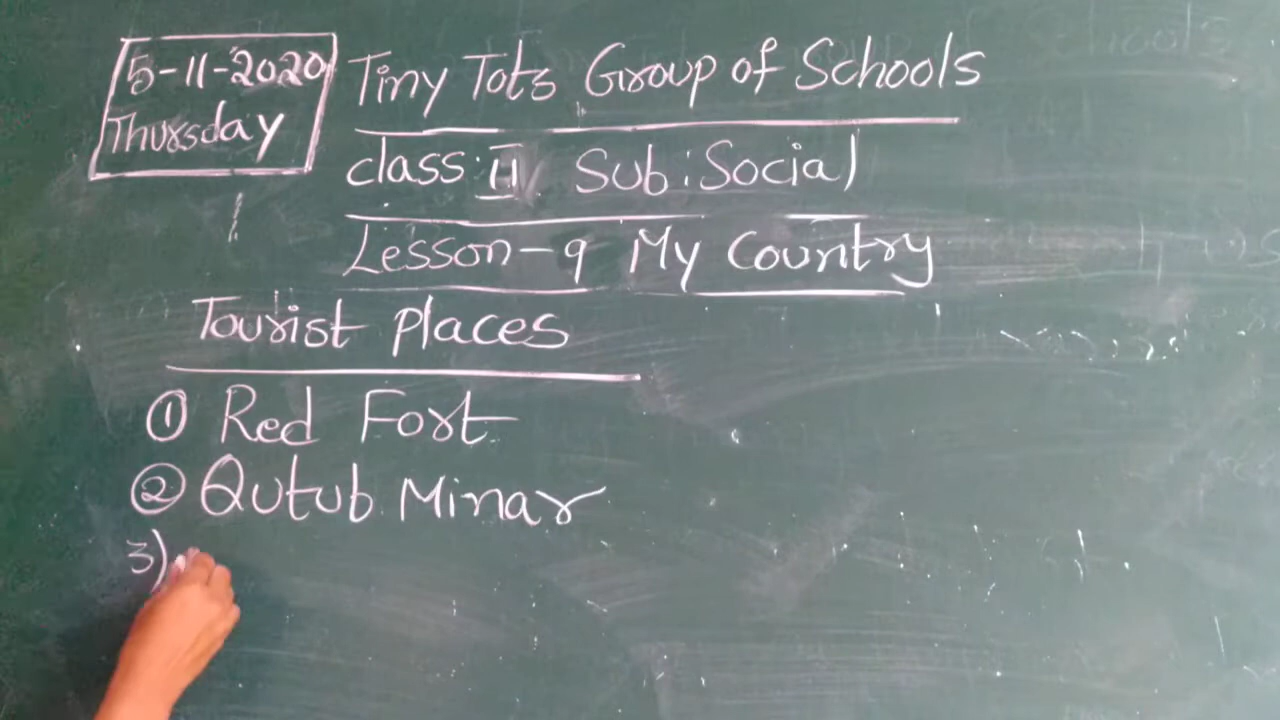 5-11-2020
Thursday
Tiny Tots Group of Schools
class: II Sub: Social
Lesson-9 My Country
Tourist Places
① Red Fort
② Qutub Minar
3)